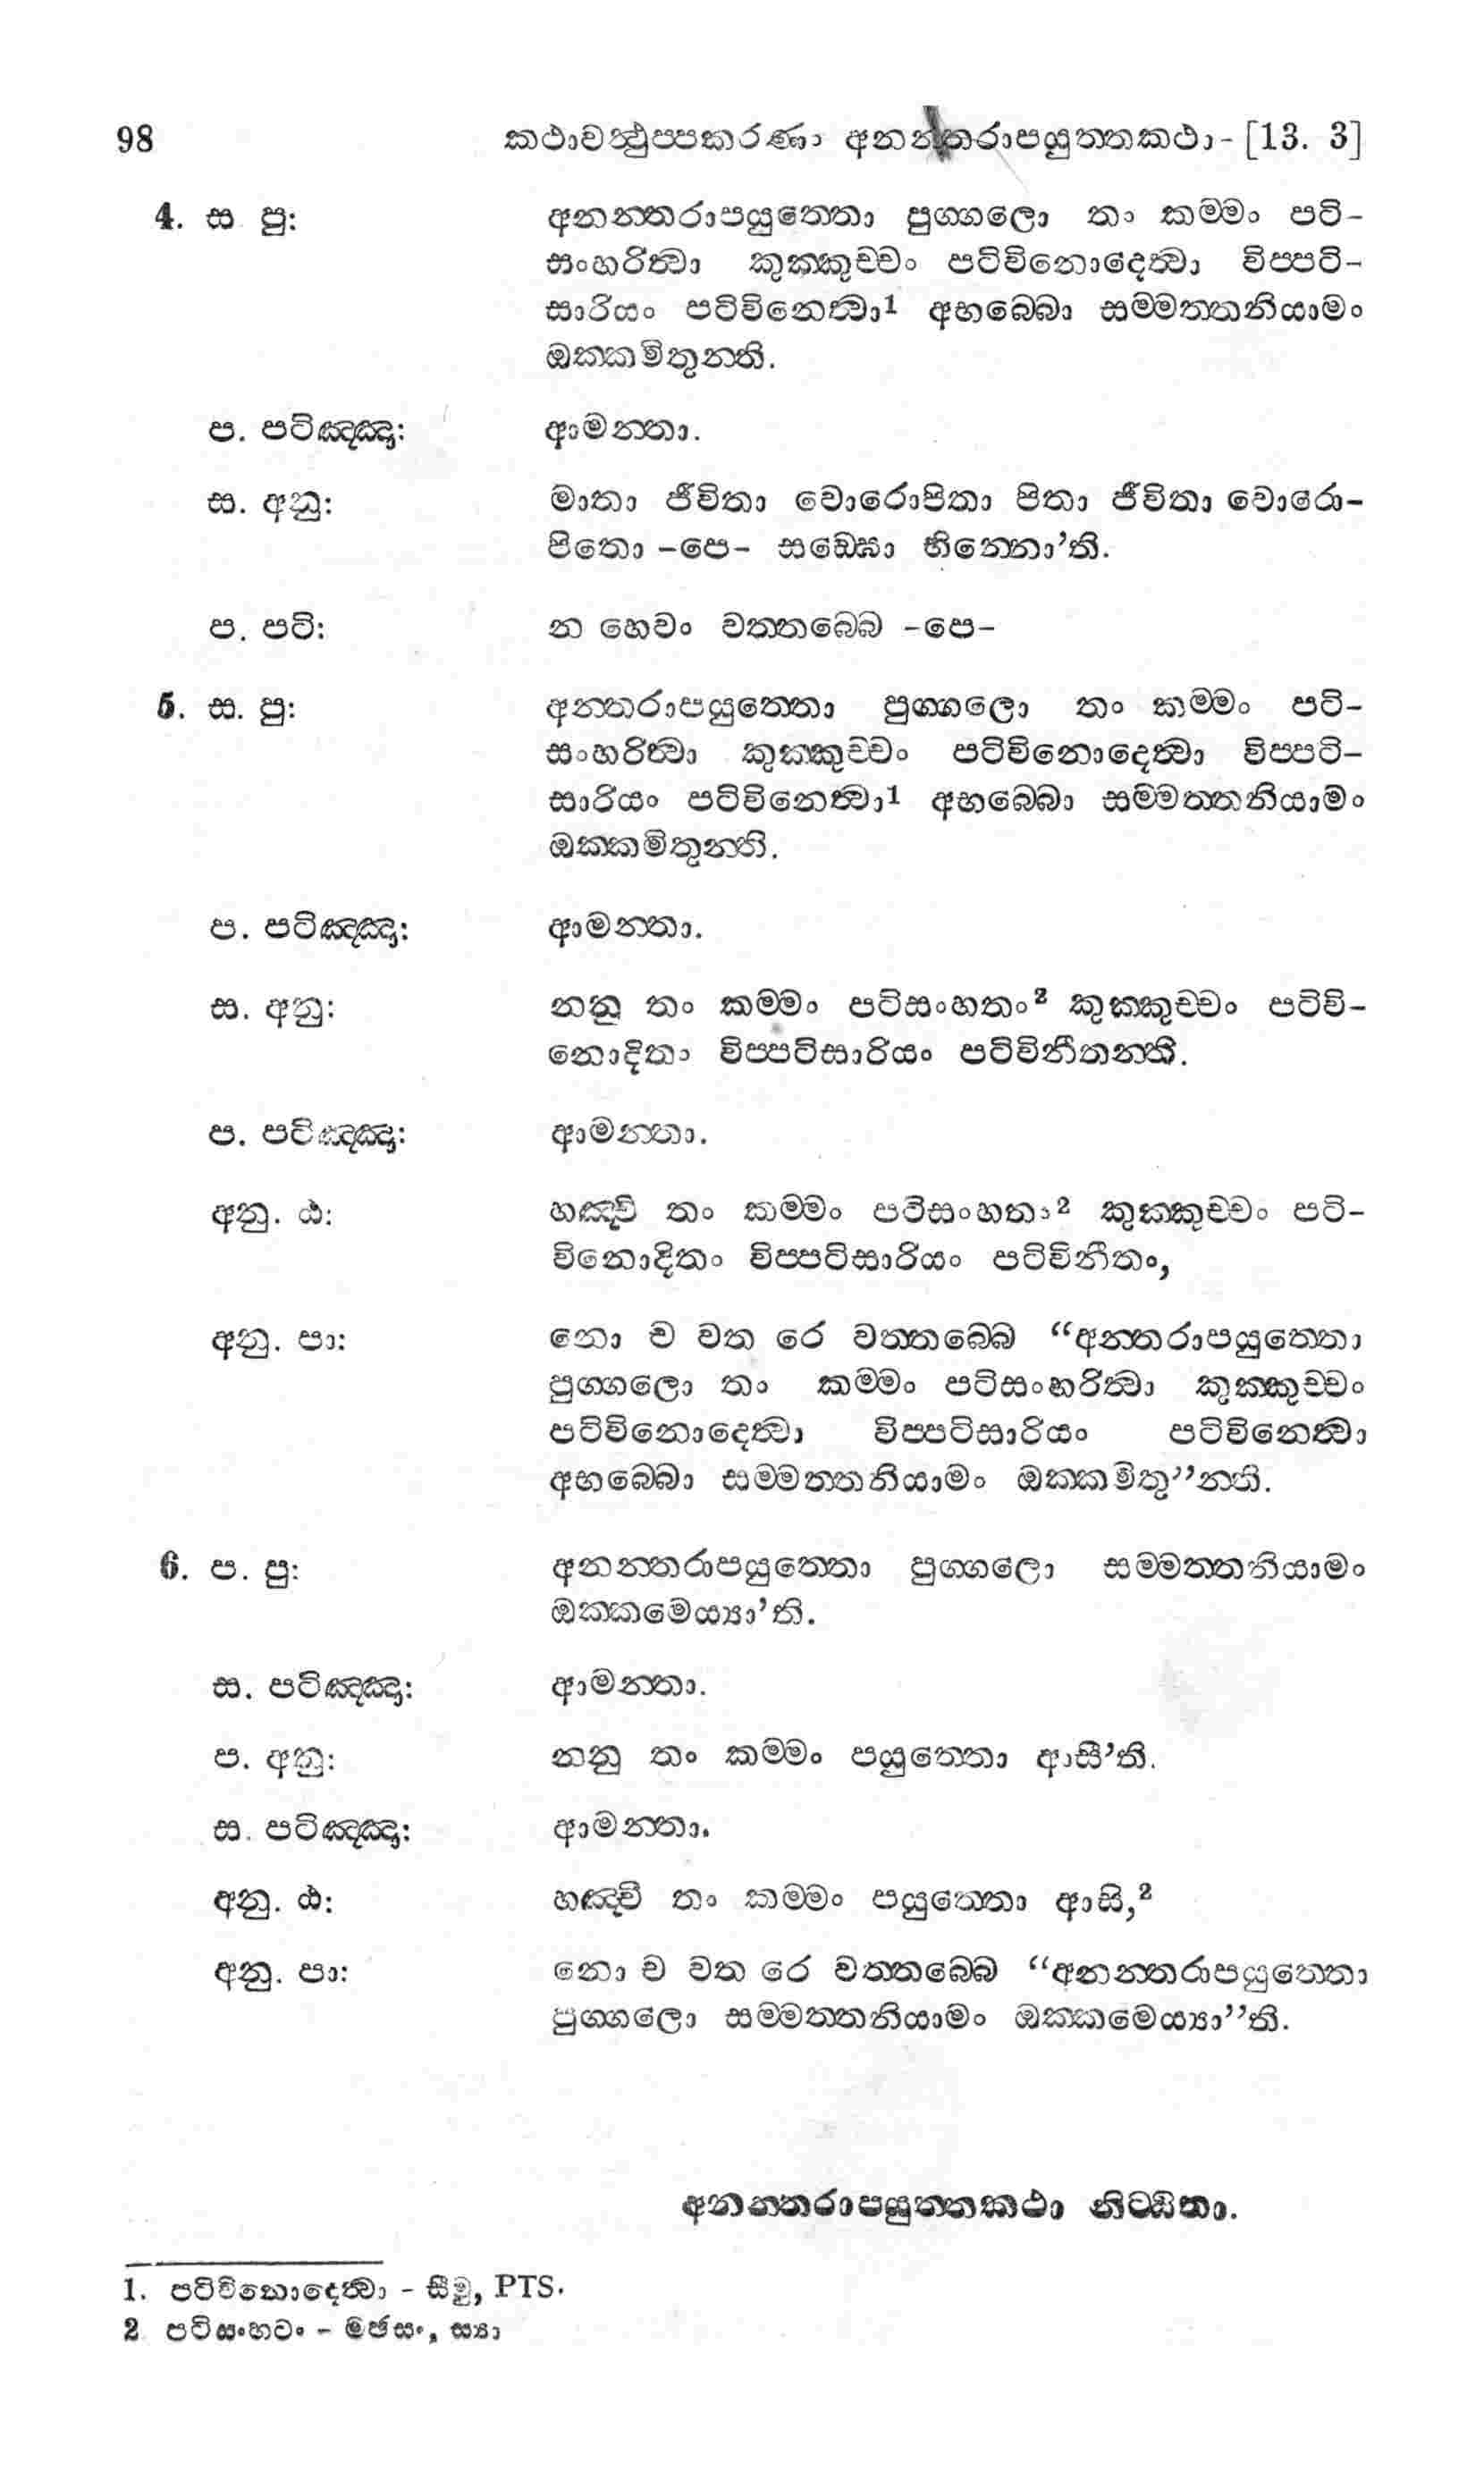 98 කථාවත්ථුප්පකරණං අනන්තරාපයුත්තකථා - [13. 3]
4. ස පු: අනන්තරාපයුත්තො පුග්ගලො තං කම්මං පටි-
සංහරිත්වා කුක්කුච්චං පටිවිනොදෙත්වා විප්පටි-
සාරියං පටිවිනෙත්වා1 අභබ්බො සම්මත්තනියාමං
ඔක්කමිතුන්ති.
ප. පටිඤ්ඤා: ආමන්තා.
ස. අනු: මාතා ජීවිතා වොරොපිතා පිතා ජීවිතා වොරො-
පිතො -පෙ- සඞ්ඝො භින්නො’ති.
ප. පටි: න හෙවං වත්තබ්බෙ -පෙ-
5. ස. පු: අන්තරාපයුත්තො පුග්ගලො තං කම්මං පටි-
සංහරිත්වා කුක්කුච්චං පටිවිනොදෙත්වා විප්පටි-
සාරියං පටිවිනෙත්වා1 අභබ්බො සම්මත්තනියාමං
ඔක්කමිතුන්ති.
ප. පටිඤ්ඤා: ආමන්තා.
ස. අනු: නනු තං කම්මං පටිසංහතං2 කුක්කුච්චං පටිවි-
නොදිතං විප්පටිසාරියං පටිවිනීතන්ති.
ප. පටිඤ්ඤා: ආමන්තා.
අනු. ඨ: හඤ්චි තං කම්මං පටිසංහතං2 කුක්කුච්චං පටි-
විනොදිතං විප්පටිසාරියං පටිවිනීතං,
අනු. පා: නො ච වත රෙ වත්තබ්බෙ “අන්තරාපයුත්තො
පුග්ගලො තං කම්මං පටිසංහරිත්වා කුක්කුච්චං
පටිවිනොදෙත්වා විප්පටිසාරියං පටිවිනෙත්වා
අභබ්බො සම්මත්තනියාමං ඔක්කමිතු”න්ති.
6. ප. පු: අනන්තරාපයුත්තො පුග්ගලො සම්මත්තනියාමං
ඔක්කමෙය්‍යා’ති.
ස. පටිඤ්ඤා: ආමන්තා.
ප. අනු: නනු තං කම්මං පයුත්තො ආසී’ති.
ස. පටිඤ්ඤා: ආමන්තා.
අනු. ඨ: හඤ්චි තං කම්මං පයුත්තො ආසි,2
අනු. පා: නො ච වත රෙ වත්තබ්බෙ “අනන්තරාපයුත්තො
පුග්ගලො සම්මත්තනියාමං ඔක්කමෙය්‍යා”ති.
අනන්තරාපයුත්තකථා නිට්ඨිතා.
1. පටිවිනොදෙත්වා - සීමු, PTS.
2 පටිසංහටං - මජසං, ස්‍යා